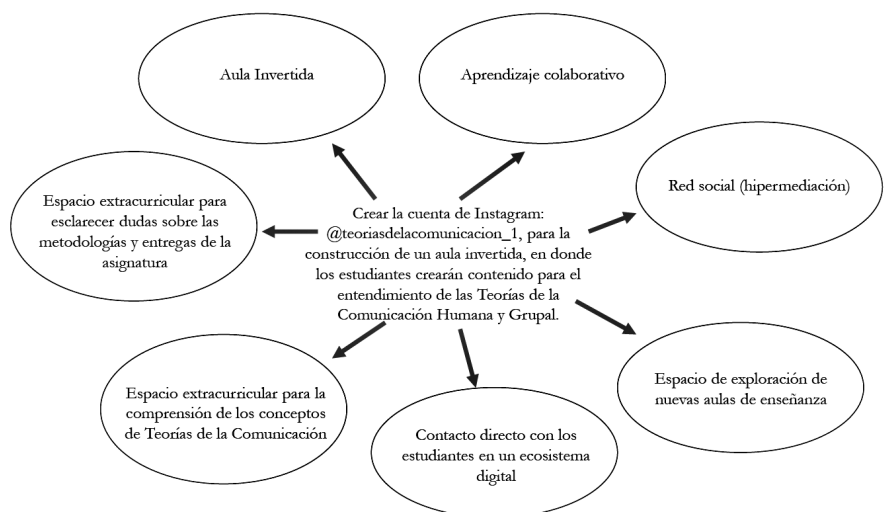 Aula Invertida
Aprendizaje colaborativo
Red social (hipermediación)
Espacio extracurricular para
esclarecer dudas sobre las
metodologías y entregas de la
asignatura
Crear la cuenta de Instagram:
@teoriasdelacomunicacion_1, para la
construcción de un aula invertida, en donde
los estudiantes crearán contenido para el
entendimiento de las Teorías de la
Comunicación Humana y Grupal.
Espacio de exploración de
nuevas aulas de enseñanza
Espacio extracurricular para la
comprensión de los conceptos
de Teorías de la Comunicación
Contacto directo con los
estudiantes en un ecosistema
digital